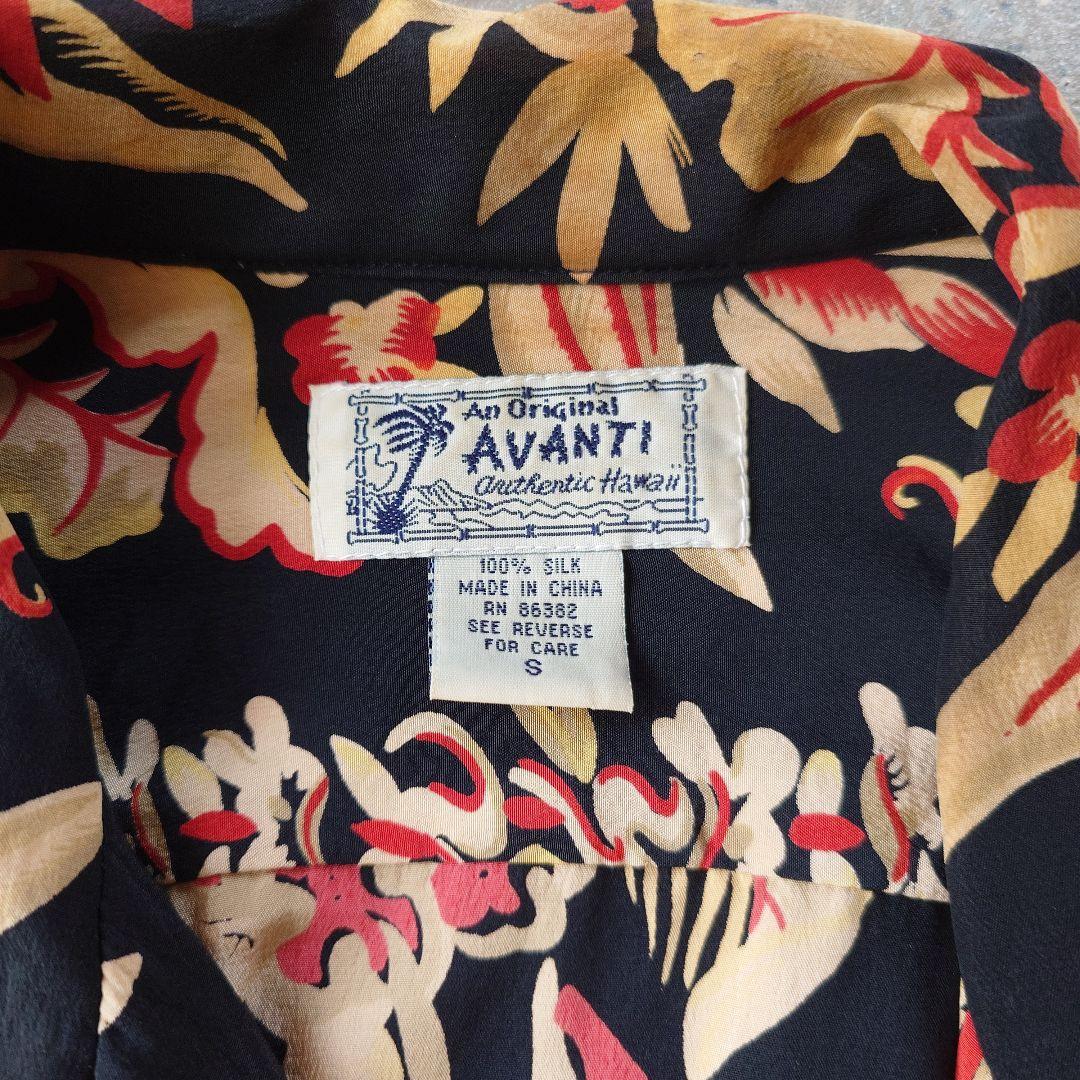 An Original
AVANTI
authentic Hawaii
100% SILK
MADE IN CHINA
RN 86382
SEE REVERSE
FOR CARE
S